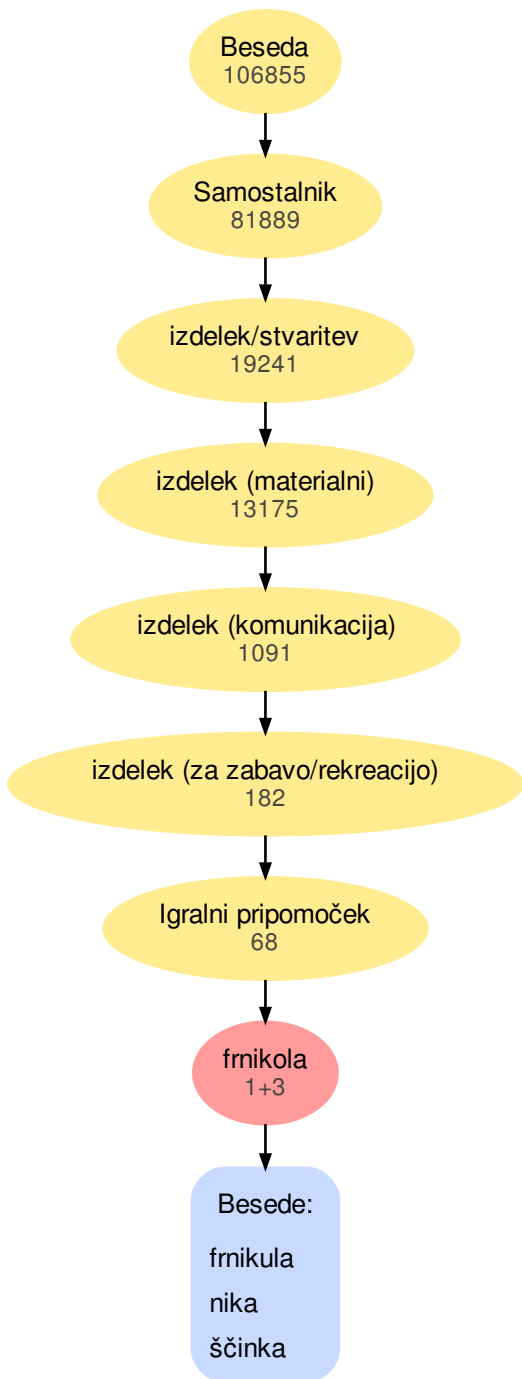 Beseda
106855
Samostalnik
81889
izdelek/stvaritev
19241
izdelek (materialni)
13175
izdelek (komunikacija)
1091
izdelek (za zabavo/rekreacijo)
182
Igralni pripomoček
68
frnikola
1+3
Besede:
frnikula
nika
ščinka